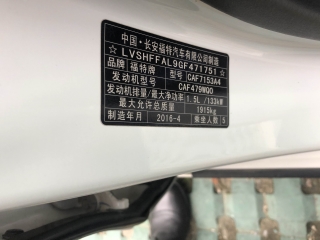 中国·长安福特汽车有限公司制造
☆LVSHFFAL9GF471751☆
品牌 福特牌 型号 CAF7153A4
发动机型号 CAF479WQ0
发动机排量/最大净功率 1.5L /133kW
最大允许总质量 1915kg
制造年月 2016-4 乘坐人数 5